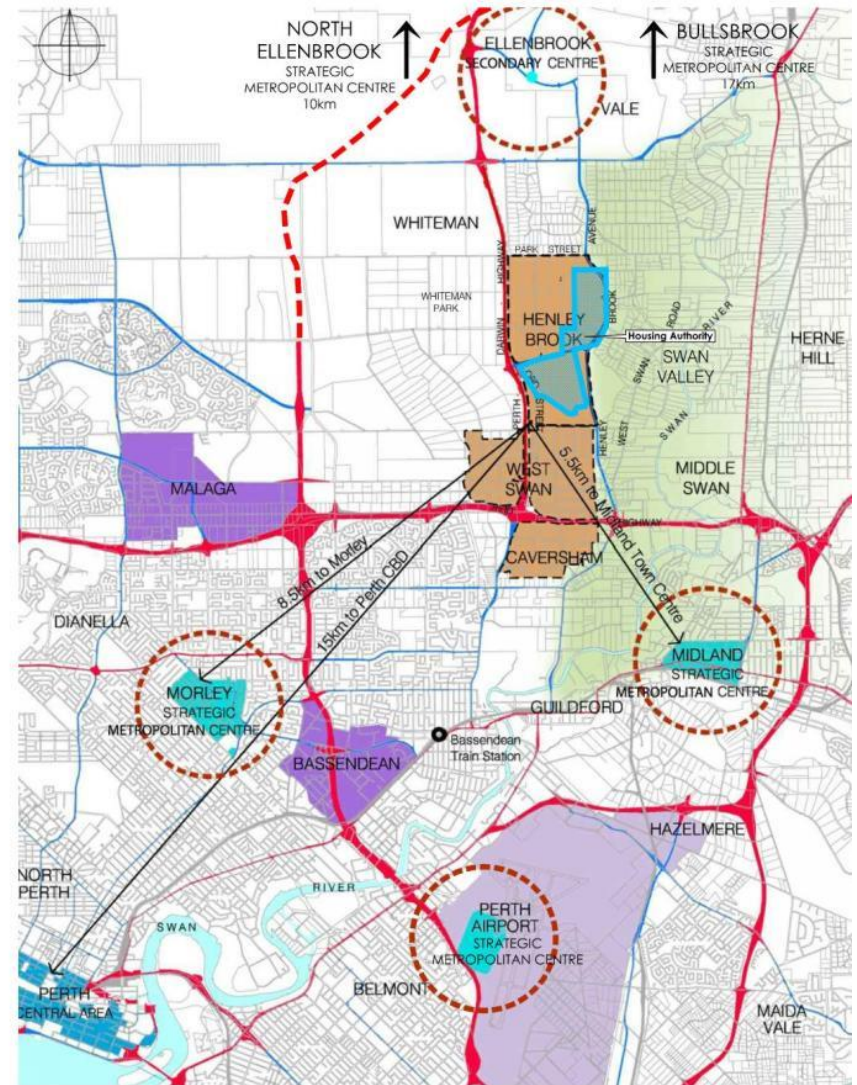 NORTH
ELLENBROOK
STRATEGIC
METROPOLITAN CENTRE
10km
ELLENBROOK
SECONDARY CENTRE
BULLSBROOK
STRATEGIC
METROPOLITAN CENTRE
17km
VALE
WHITEMAN
PARK STREET
AVENUE
HIGHWAY
DARWIN
PERTH
WHITEMAN
PARK
HENLEY
BROOK
BROOK
Housing Authority
ROAD
RIVER
SWAN
SWAN
VALLEY
HERNE
HILL
STREET
HENLEY
WEST
SWAN
WEST
SWAN
MIDDLE
SWAN
MALAGA
HIGHWAY
CAVERSHAM
5.5km to Midland Town Centre
8.5km to Morley
15km to Perth CBD
DIANELLA
MORLEY
STRATEGIC
METROPOLITAN CENTRE
MIDLAND
STRATEGIC
METROPOLITAN CENTRE
GUILDFORD
Bassendean
Train Station
BASSENDEAN
HAZELMERE
NORTH
PERTH
SWAN
RIVER
PERTH
AIRPORT
STRATEGIC
METROPOLITAN CENTRE
BELMONT
PERTH
CENTRAL AREA
MAIDA
VALE